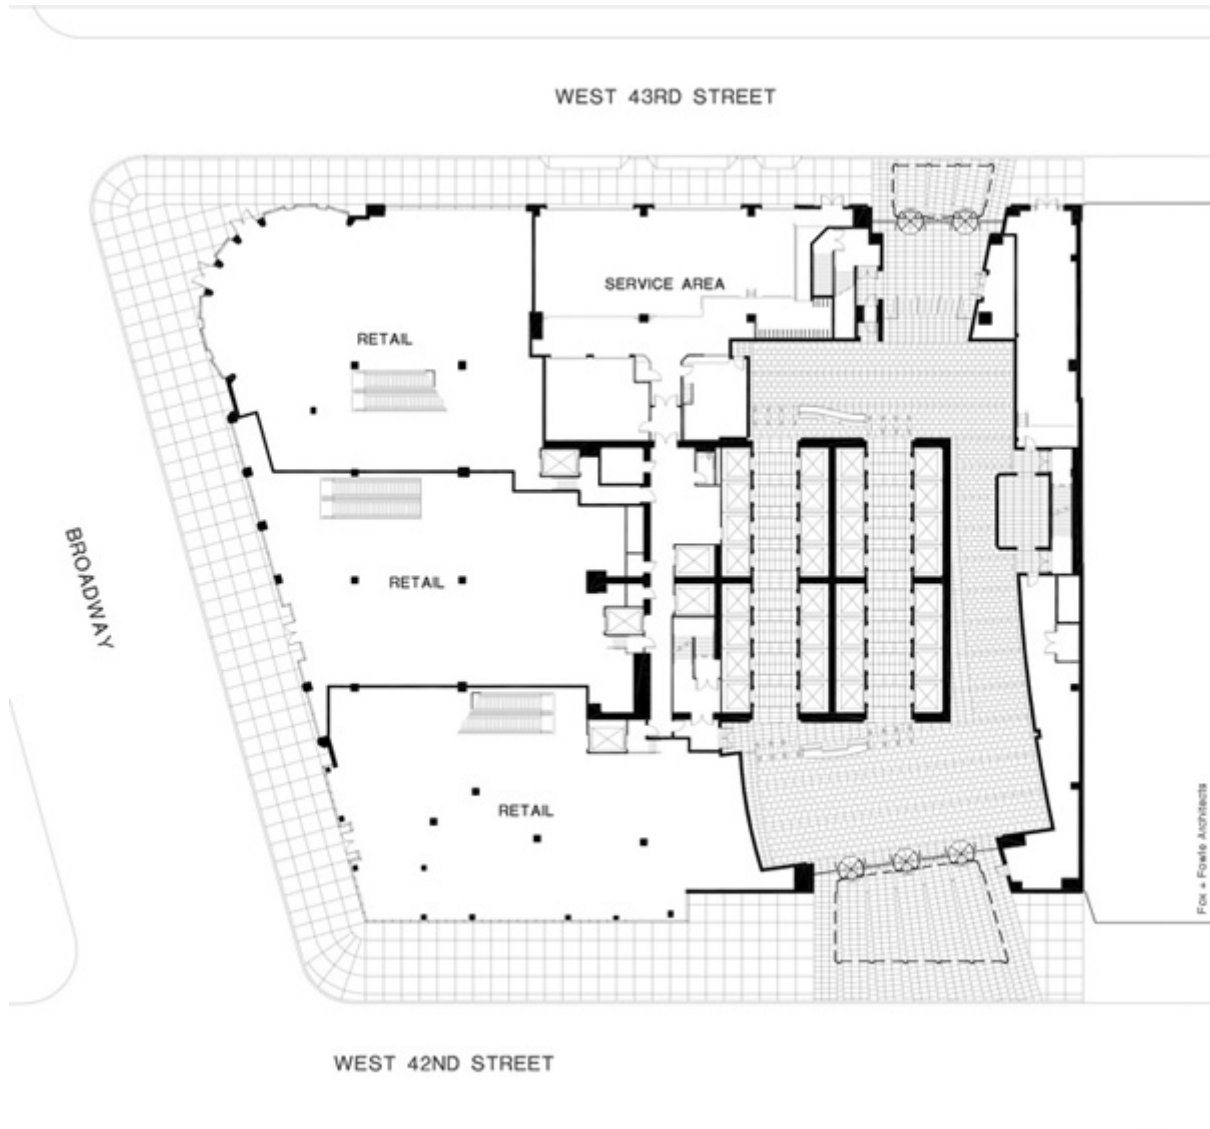 WEST 43RD STREET
SERVICE AREA
RETAIL
BROADWAY
RETAIL
RETAIL
Fox + Fowle Architects
WEST 42ND STREET